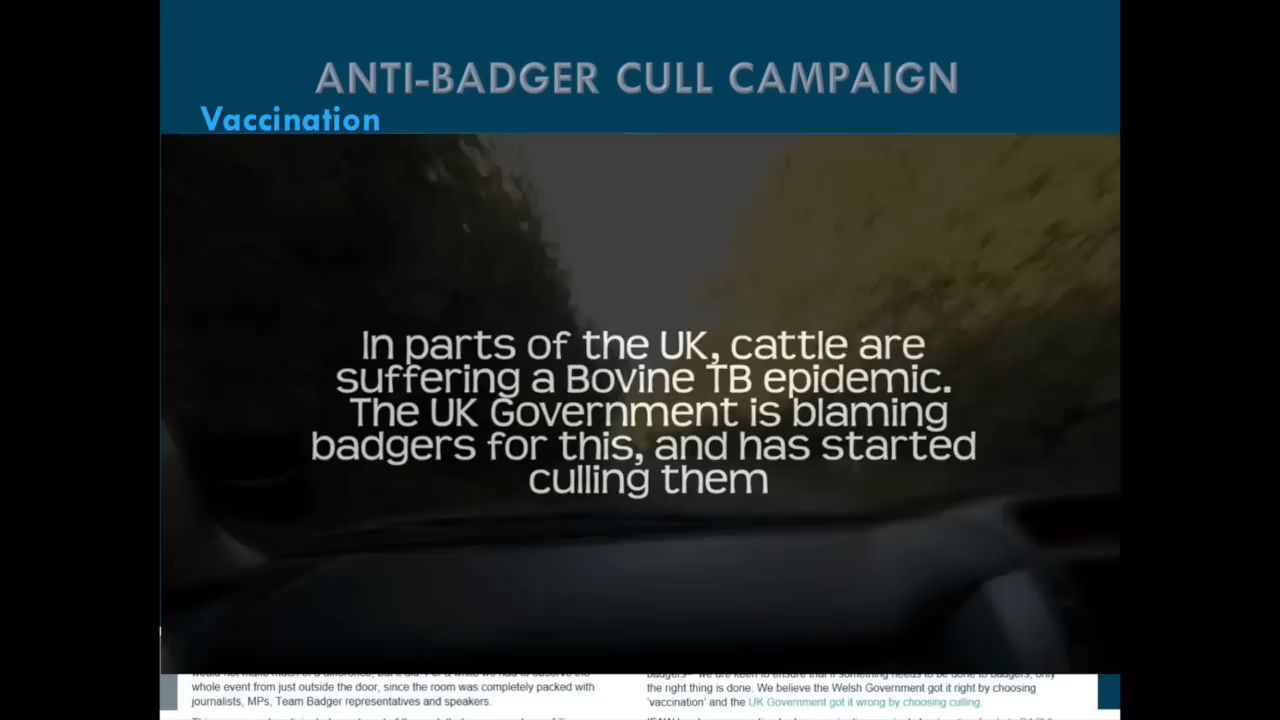 ANTI-BADGER CULL CAMPAIGN
Vaccination
In parts of the UK, cattle are
suffering a Bovine TB epidemic.
The UK Government is blaming
badgers for this, and has started
culling them
whole event from just outside the door, since the room was completely packed with
journalists, MPs, Team Badger representatives and speakers.
the right thing is done. We believe the Welsh Government got it right by choosing
'vaccination' and the UK Government got it wrong by choosing culling.